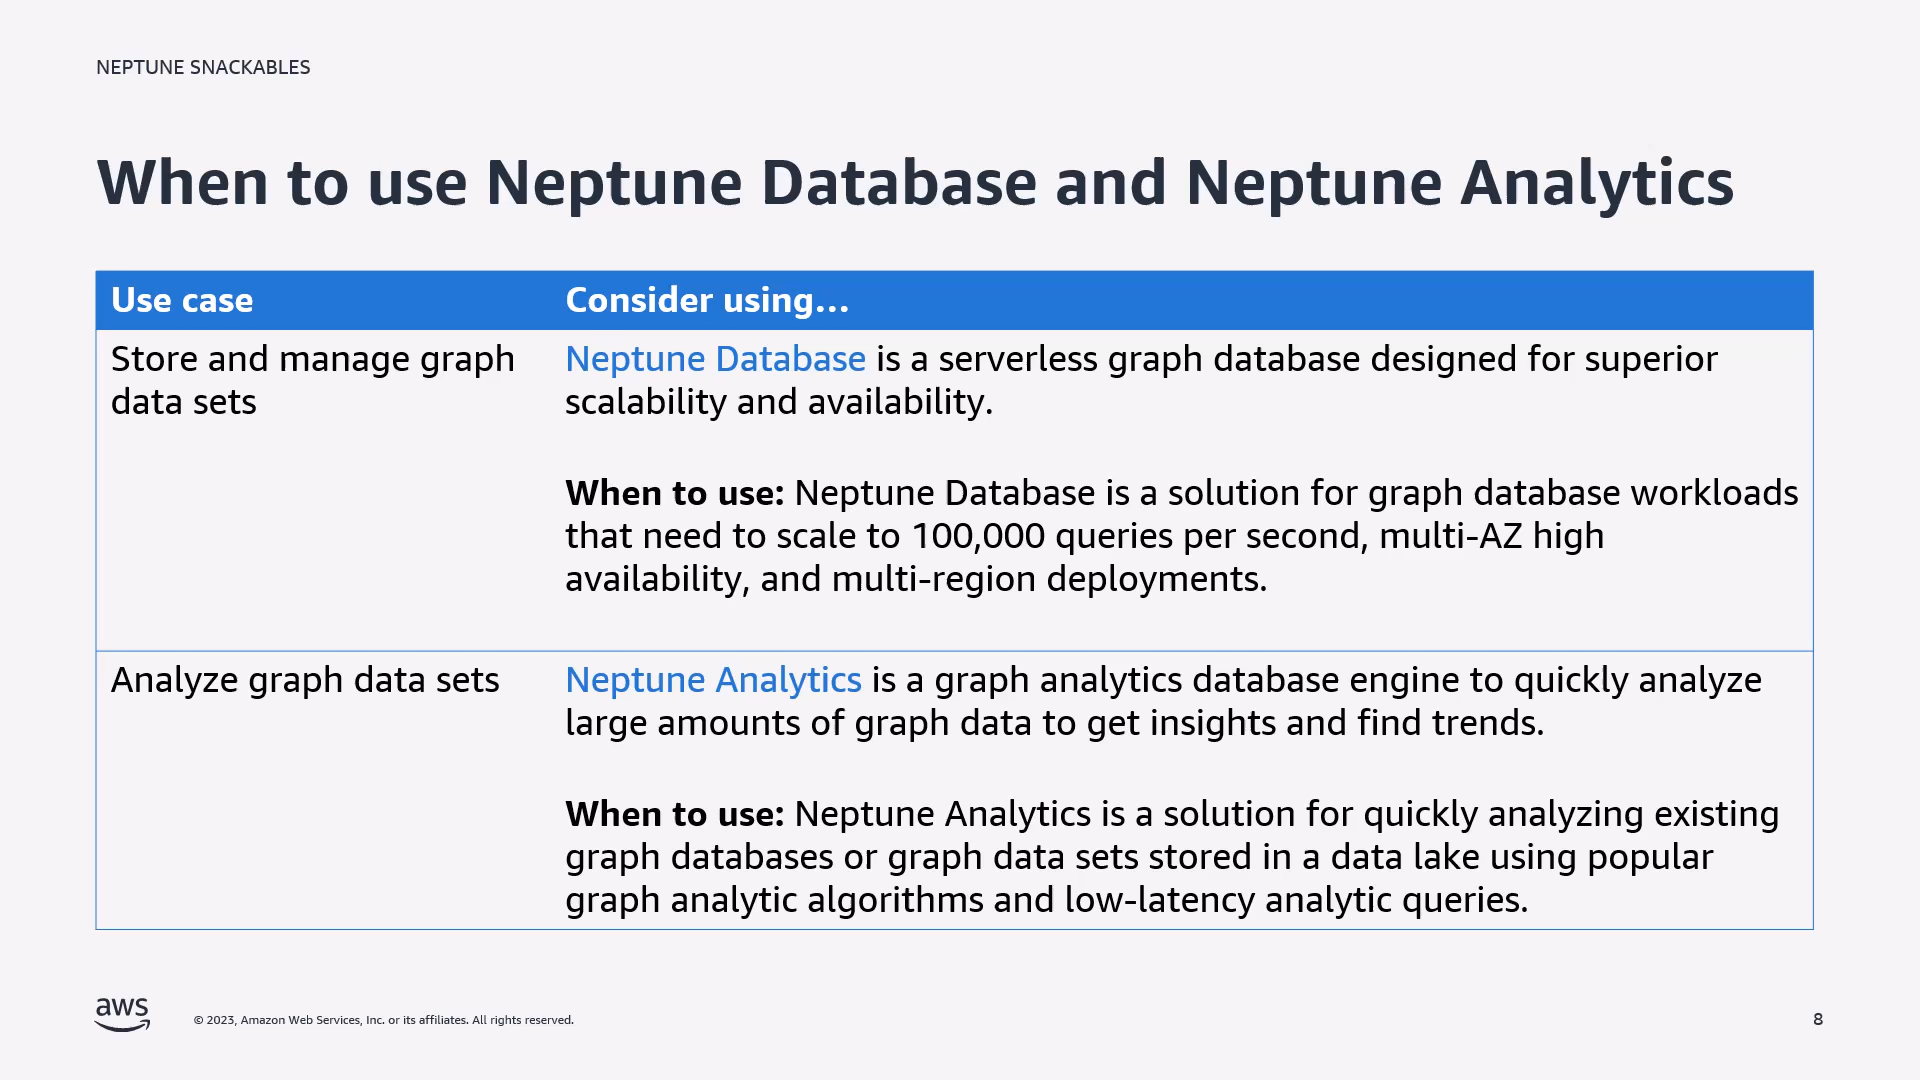 NEPTUNE SNACKABLES
When to use Neptune Database and Neptune Analytics
Use case
Consider using...
Store and manage graph
data sets
Neptune Database is a serverless graph database designed for superior
scalability and availability.
When to use: Neptune Database is a solution for graph database workloads
that need to scale to 100,000 queries per second, multi-AZ high
availability, and multi-region deployments.
Analyze graph data sets
Neptune Analytics is a graph analytics database engine to quickly analyze
large amounts of graph data to get insights and find trends.
When to use: Neptune Analytics is a solution for quickly analyzing existing
graph databases or graph data sets stored in a data lake using popular
graph analytic algorithms and low-latency analytic queries.
aws
© 2023, Amazon Web Services, Inc. or its affiliates. All rights reserved.
8